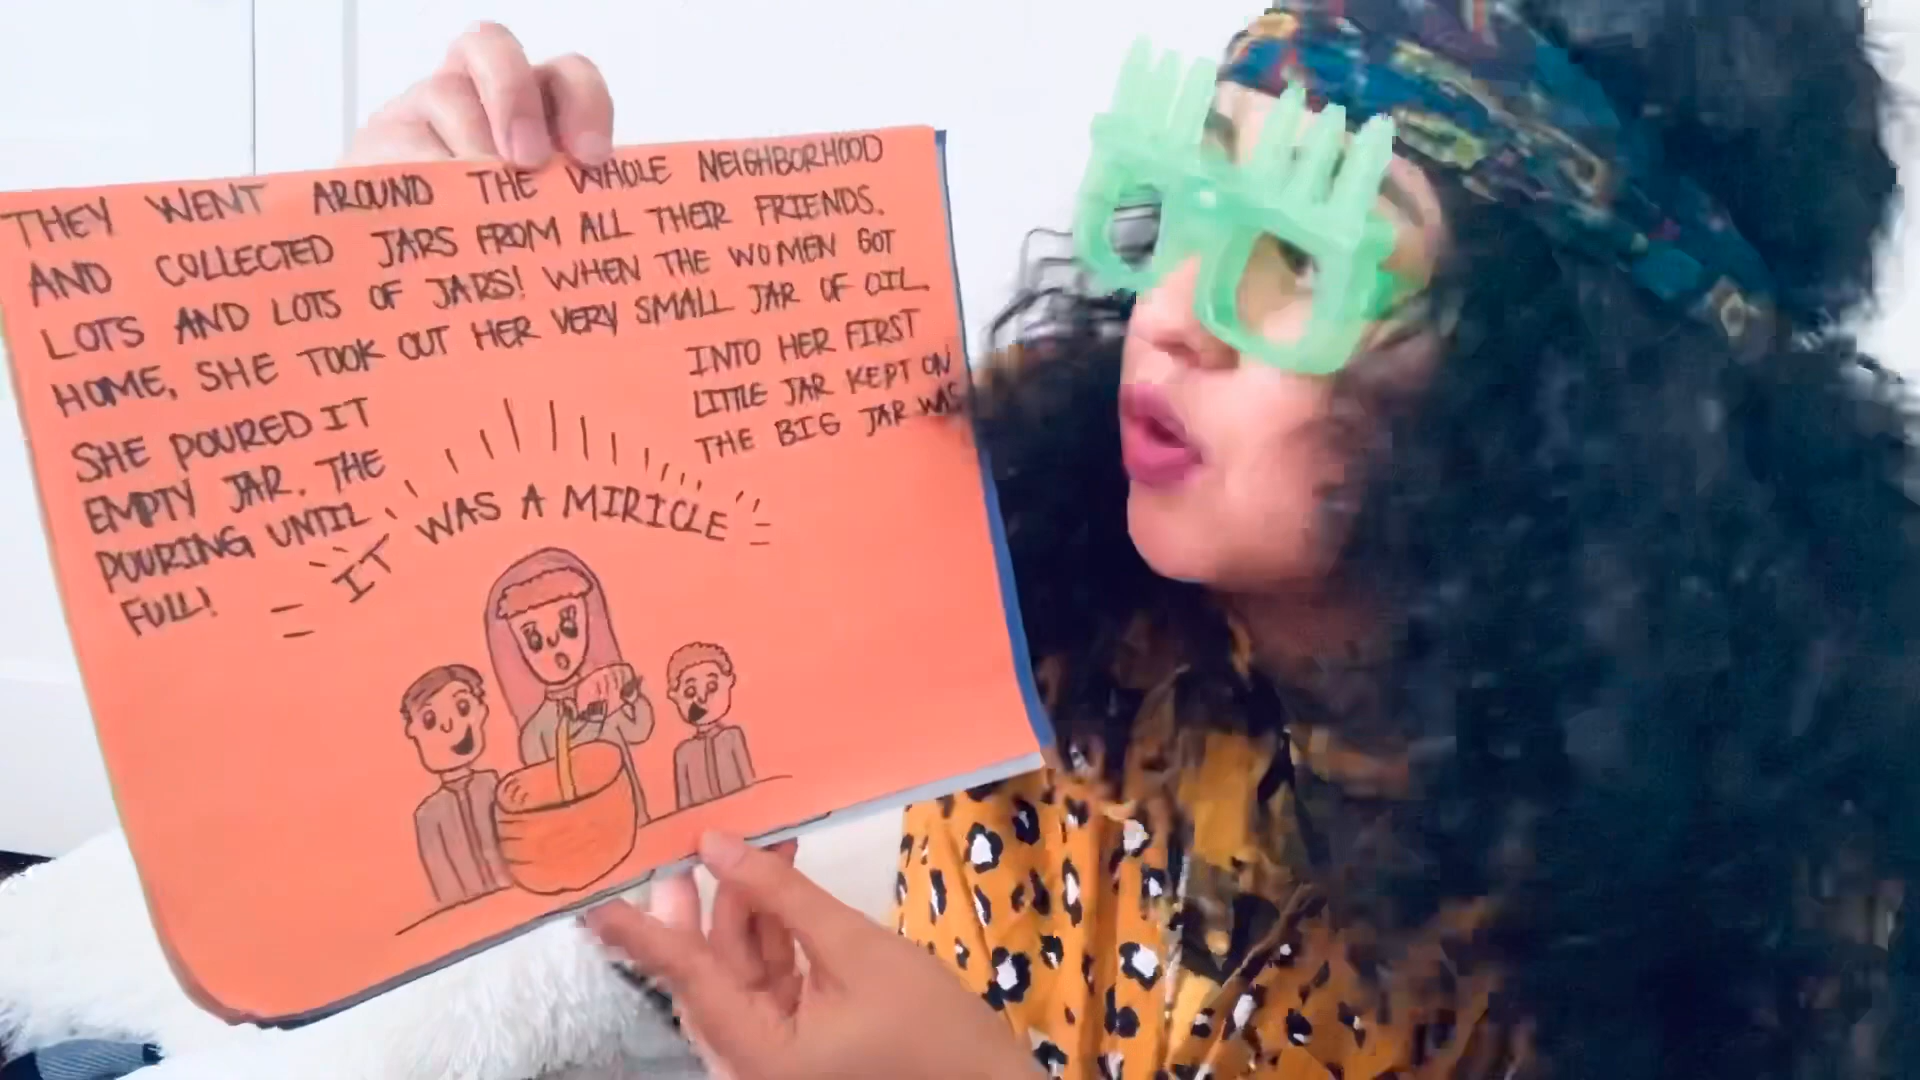 THEY WENT AROUND THE WHOLE NEIGHBORHOOD
AND COLLECTED JARS FROM ALL THEIR FRIENDS.
LOTS AND LOTS OF JARS! WHEN THE WOMEN GOT
HOME, SHE TOOK OUT HER VERY SMALL JAR OF OIL.
SHE POURED IT INTO HER FIRST
EMPTY JAR. THE LITTLE JAR KEPT ON
POURING UNTIL THE BIG JAR WAS
FULL!
IT WAS A MIRICLE